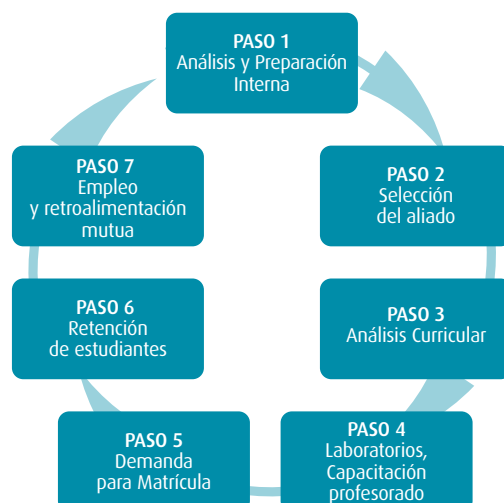 PASO 1
Análisis y Preparación
Interna
PASO 2
Selección
del aliado
PASO 3
Análisis Curricular
PASO 4
Laboratorios,
Capacitación
profesorado
PASO 5
Demanda
para Matrícula
PASO 6
Retención
de estudiantes
PASO 7
Empleo
y retroalimentación
mutua